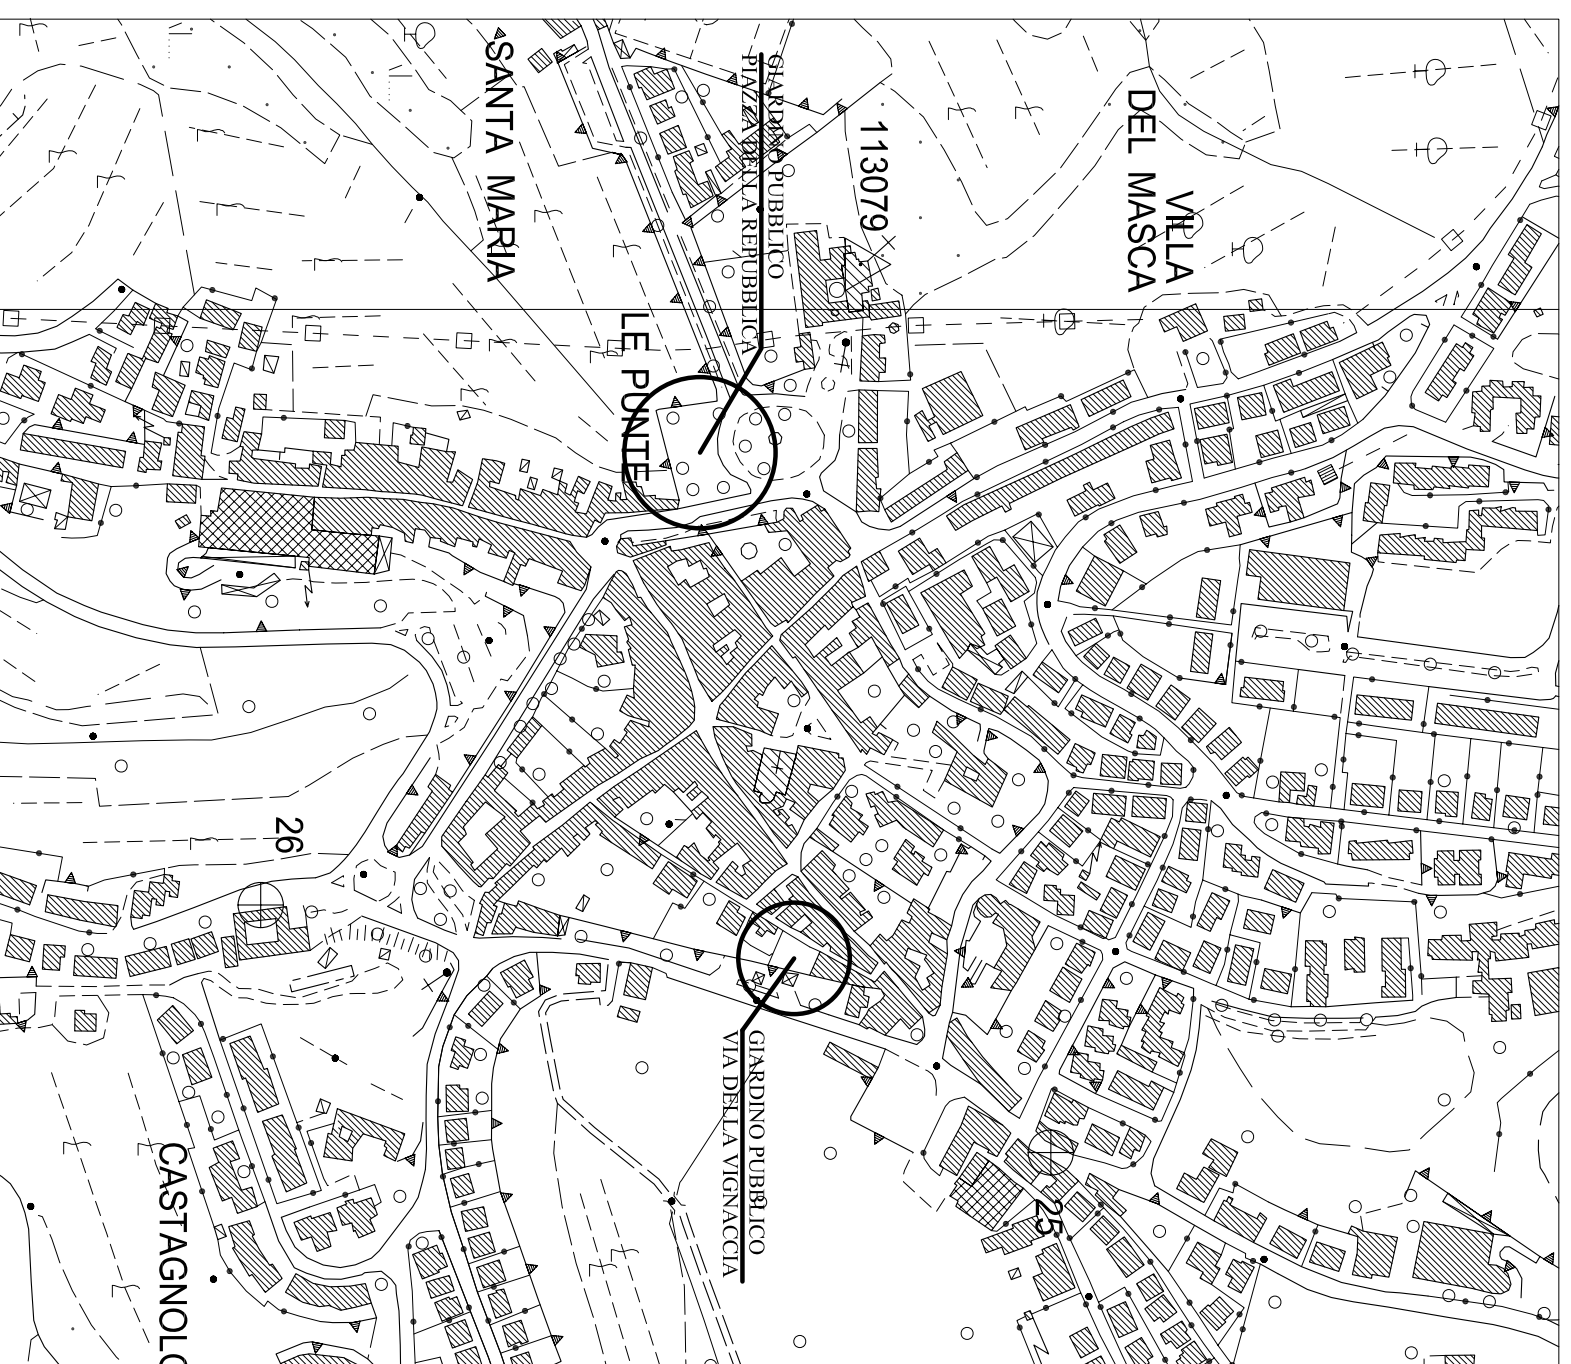 SANTA MARIA
GIARDINO PUBBLICO
PIAZZA DELLA REPUBBLICA
113079
VILLA
DEL MASCA
LE PUNTE
26
GIARDINO PUBBLICO
VIA DELLA VIGNACCIA
25
CASTAGNOLO